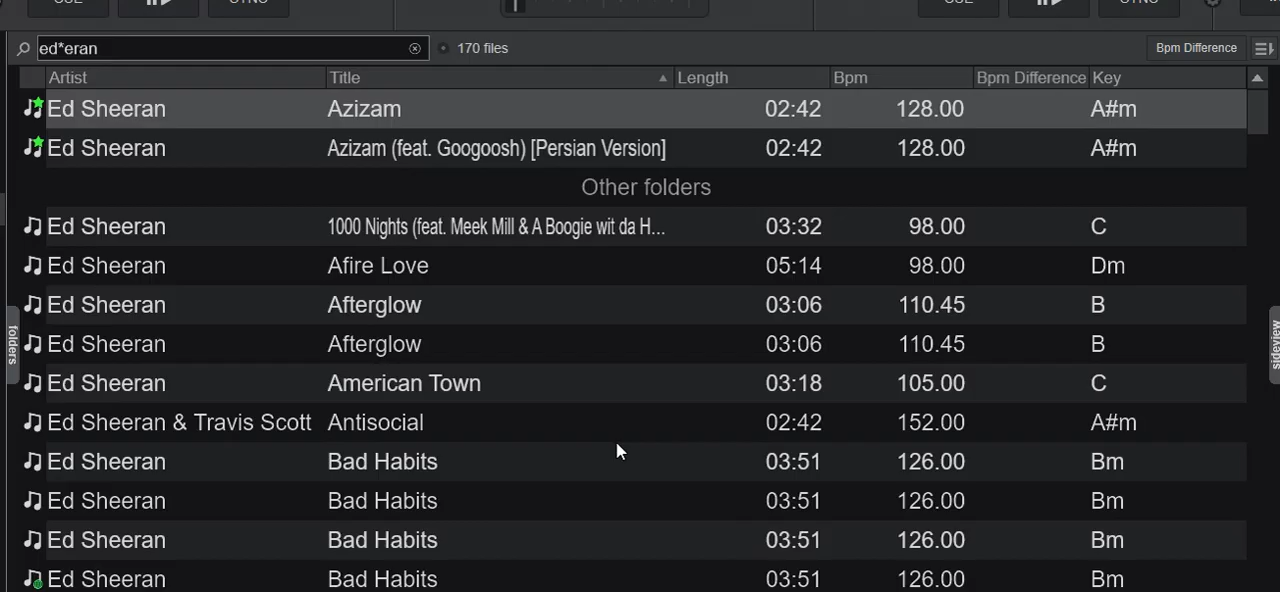 CUE SYNC CUE SYNC
ed*eran 170 files Bpm Difference
Artist Title Length Bpm Bpm Difference Key
Ed Sheeran Azizam 02:42 128.00 A#m
Ed Sheeran Azizam (feat. Googoosh) [Persian Version] 02:42 128.00 A#m
Other folders
Ed Sheeran 1000 Nights (feat. Meek Mill & A Boogie wit da H... 03:32 98.00 C
Ed Sheeran Afire Love 05:14 98.00 Dm
Ed Sheeran Afterglow 03:06 110.45 B
folders
sideview
Ed Sheeran Afterglow 03:06 110.45 B
Ed Sheeran American Town 03:18 105.00 C
Ed Sheeran & Travis Scott Antisocial 02:42 152.00 A#m
Ed Sheeran Bad Habits 03:51 126.00 Bm
Ed Sheeran Bad Habits 03:51 126.00 Bm
Ed Sheeran Bad Habits 03:51 126.00 Bm
Ed Sheeran Bad Habits 03:51 126.00 Bm